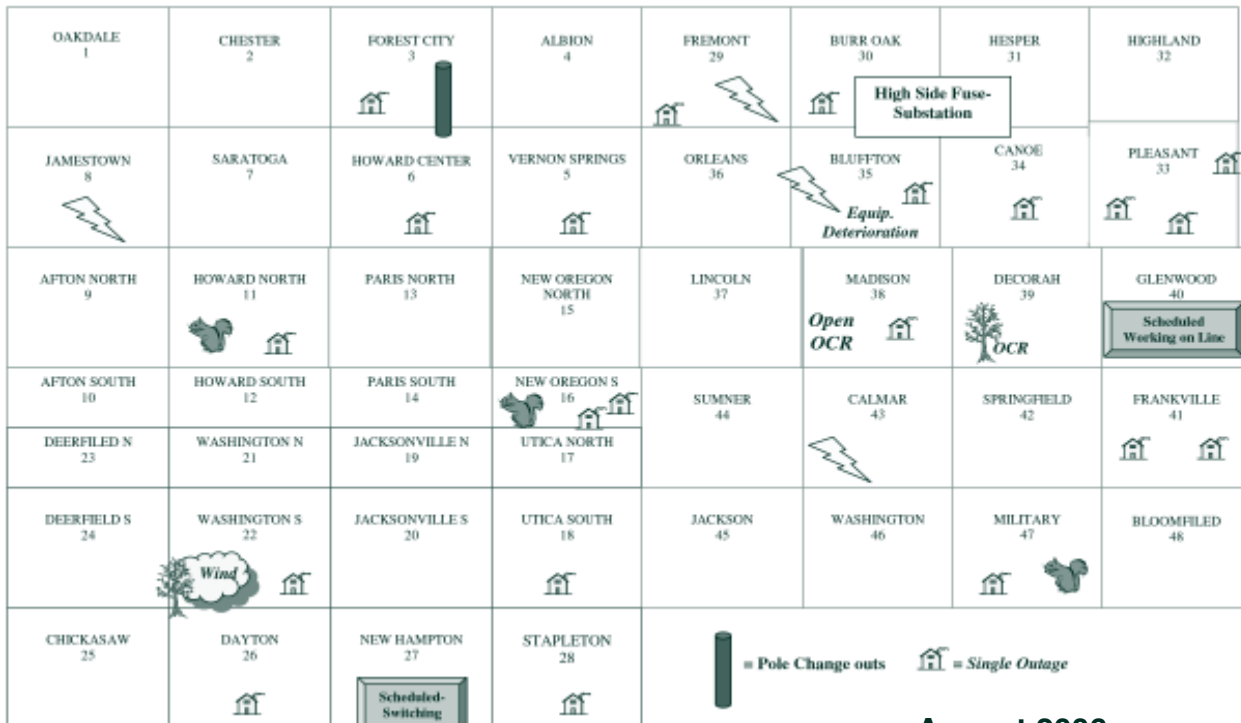 OAKDALE
1
CHESTER
2
FOREST CITY
3
ALBION
4
FREMONT
29
BURR OAK
30
HESPER
31
HIGHLAND
32
High Side Fuse-
Substation
JAMESTOWN
8
SARATOGA
7
HOWARD CENTER
6
VERNON SPRINGS
5
ORLEANS
36
BLUFFTON
35
CANOE
34
PLEASANT
33
Equip.
Deterioration
AFTON NORTH
9
HOWARD NORTH
11
PARIS NORTH
13
NEW OREGON
NORTH
15
LINCOLN
37
MADISON
38
DECORAH
39
GLENWOOD
40
Open
OCR
OCR
Scheduled
Working on Line
AFTON SOUTH
10
HOWARD SOUTH
12
PARIS SOUTH
14
NEW OREGON S
16
SUMNER
44
CALMAR
43
SPRINGFIELD
42
FRANKVILLE
41
DEERFILED N
23
WASHINGTON N
21
JACKSONVILLE N
19
UTICA NORTH
17
DEERFIELD S
24
WASHINGTON S
22
JACKSONVILLE S
20
UTICA SOUTH
18
JACKSON
45
WASHINGTON
46
MILITARY
47
BLOOMFILED
48
Wind
CHICKASAW
25
DAYTON
26
NEW HAMPTON
27
STAPLETON
28
Scheduled-
Switching
= Pole Change outs
= Single Outage